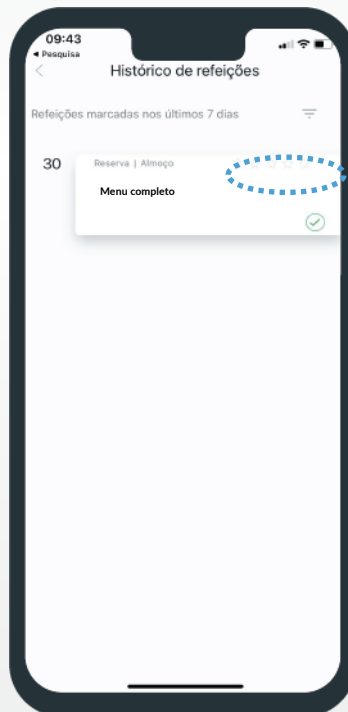 09:43
◂ Pesquisa
Histórico de refeições
Refeições marcadas nos últimos 7 dias
30
Reserva | Almoço
Menu completo